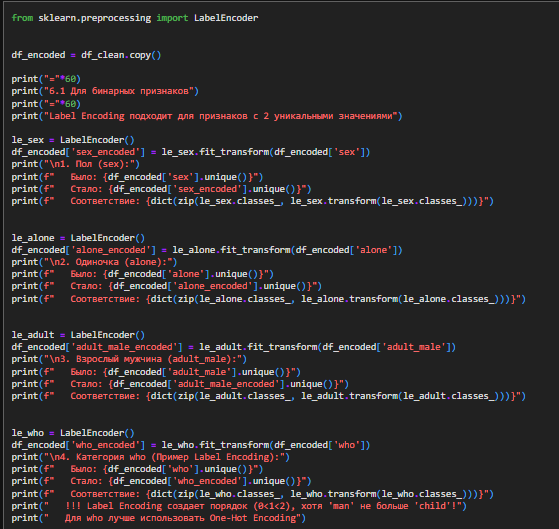 from sklearn.preprocessing import LabelEncoder
df_encoded = df_clean.copy()
print("="*60)
print("6.1 Для бинарных признаков")
print("="*60)
print("Label Encoding подходит для признаков с 2 уникальными значениями")
le_sex = LabelEncoder()
df_encoded['sex_encoded'] = le_sex.fit_transform(df_encoded['sex'])
print("\n1. Пол (sex):")
print(f"   Было: {df_encoded['sex'].unique()}")
print(f"   Стало: {df_encoded['sex_encoded'].unique()}")
print(f"   Соответствие: {dict(zip(le_sex.classes_, le_sex.transform(le_sex.classes_)))}")
le_alone = LabelEncoder()
df_encoded['alone_encoded'] = le_alone.fit_transform(df_encoded['alone'])
print("\n2. Одиночка (alone):")
print(f"   Было: {df_encoded['alone'].unique()}")
print(f"   Стало: {df_encoded['alone_encoded'].unique()}")
print(f"   Соответствие: {dict(zip(le_alone.classes_, le_alone.transform(le_alone.classes_)))}")
le_adult = LabelEncoder()
df_encoded['adult_male_encoded'] = le_adult.fit_transform(df_encoded['adult_male'])
print("\n3. Взрослый мужчина (adult_male):")
print(f"   Было: {df_encoded['adult_male'].unique()}")
print(f"   Стало: {df_encoded['adult_male_encoded'].unique()}")
print(f"   Соответствие: {dict(zip(le_adult.classes_, le_adult.transform(le_adult.classes_)))}")
le_who = LabelEncoder()
df_encoded['who_encoded'] = le_who.fit_transform(df_encoded['who'])
print("\n4. Категория who (Пример Label Encoding):")
print(f"   Было: {df_encoded['who'].unique()}")
print(f"   Стало: {df_encoded['who_encoded'].unique()}")
print(f"   Соответствие: {dict(zip(le_who.classes_, le_who.transform(le_who.classes_)))}")
print("   !!! Label Encoding создает порядок (0<1<2), хотя 'man' не больше 'child'!")
print("   Для who лучше использовать One-Hot Encoding")